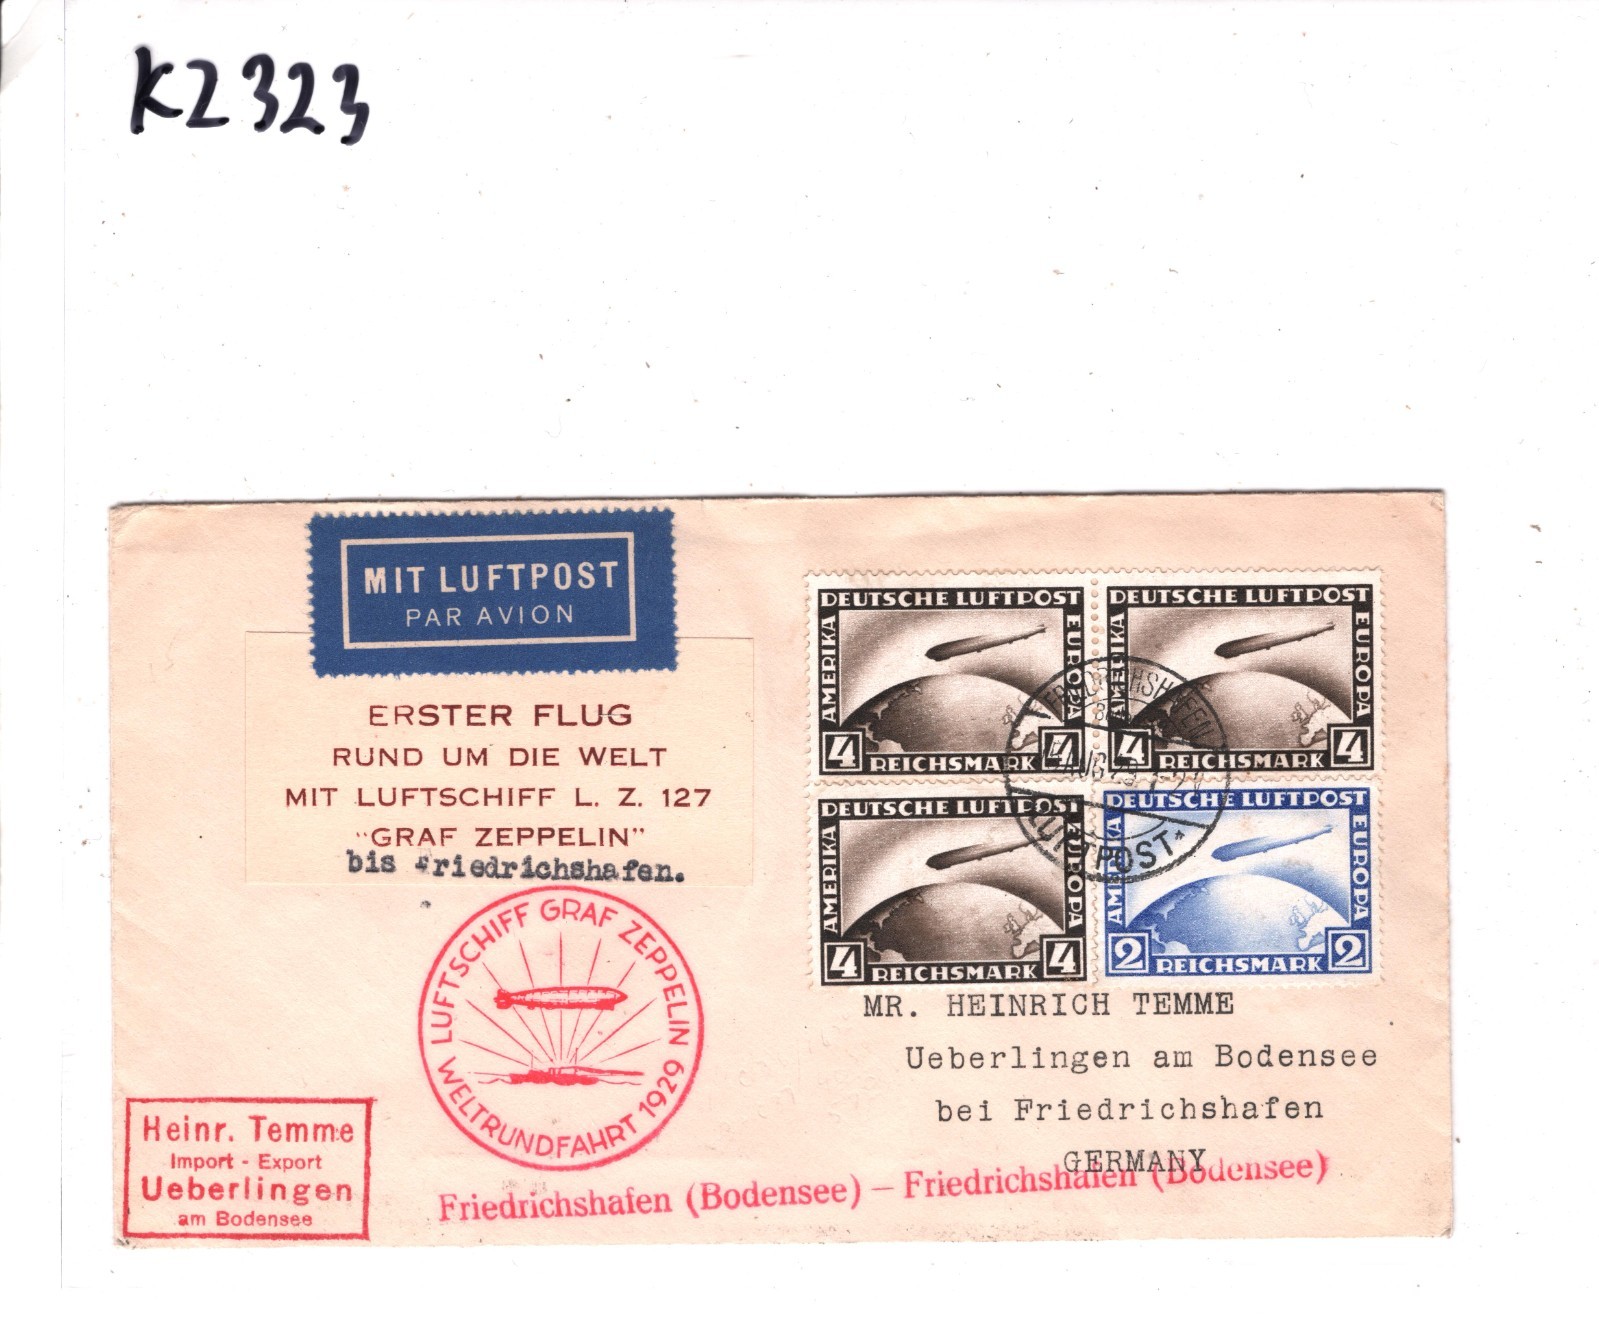 KZ323
MIT LUFTPOST
PAR AVION
ERSTER FLUG
RUND UM DIE WELT
MIT LUFTSCHIFF L. Z. 127
"GRAF ZEPPELIN"
bis Friedrichshafen.
LUFTSCHIFF GRAF ZEPPELIN
WELTRUNDFAHRT 1929
Heinr. Temme
Import - Export
Ueberlingen
am Bodensee
Friedrichshafen (Bodensee) – Friedrichshafen (Bodensee)
DEUTSCHE LUFTPOST
AMERIKA
EUROPA
4 REICHSMARK 4
DEUTSCHE LUFTPOST
AMERIKA
EUROPA
4 REICHSMARK 4
DEUTSCHE LUFTPOST
AMERIKA
EUROPA
4 REICHSMARK 4
DEUTSCHE LUFTPOST
AMERIKA
EUROPA
2 REICHSMARK 2
FRIEDRICHSHAFEN
LUFTPOST*
MR. HEINRICH TEMME
Ueberlingen am Bodensee
bei Friedrichshafen
GERMANY